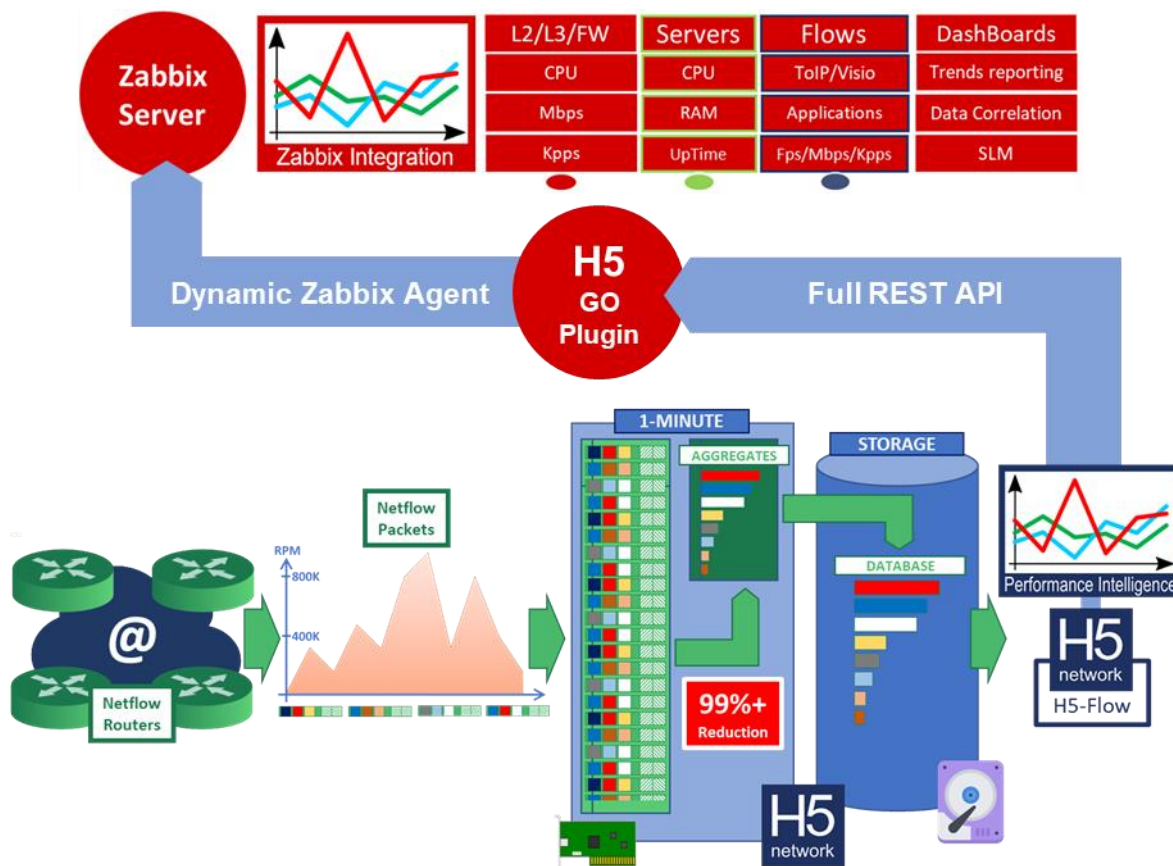 Zabbix
Server
Zabbix Integration
L2/L3/FW
CPU
Mbps
Kpps
Servers
CPU
RAM
UpTime
Flows
ToIP/Visio
Applications
Fps/Mbps/Kpps
DashBoards
Trends reporting
Data Correlation
SLM
Dynamic Zabbix Agent
H5
GO
Plugin
Full REST API
@
Netflow
Routers
Netflow
Packets
RPM
800K
400K
1-MINUTE
AGGREGATES
99%+
Reduction
H5
network
STORAGE
DATABASE
Performance Intelligence
H5
network
H5-Flow